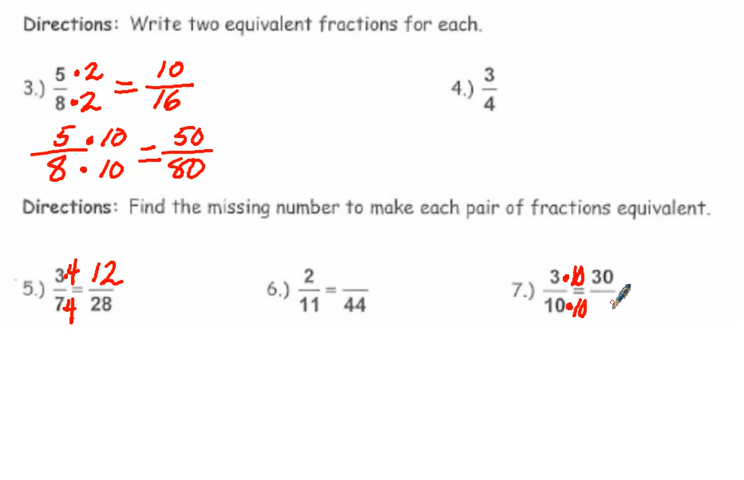 Directions: Write two equivalent fractions for each.
3.) 5/8 ·2/·2 = 10/16
4.) 3/4
5·10/8·10 = 50/80
Directions: Find the missing number to make each pair of fractions equivalent.
5.) 3·4/7·4 = 12/28
6.) 2/11 = __/44
7.) 3·10/10·10 = 30/